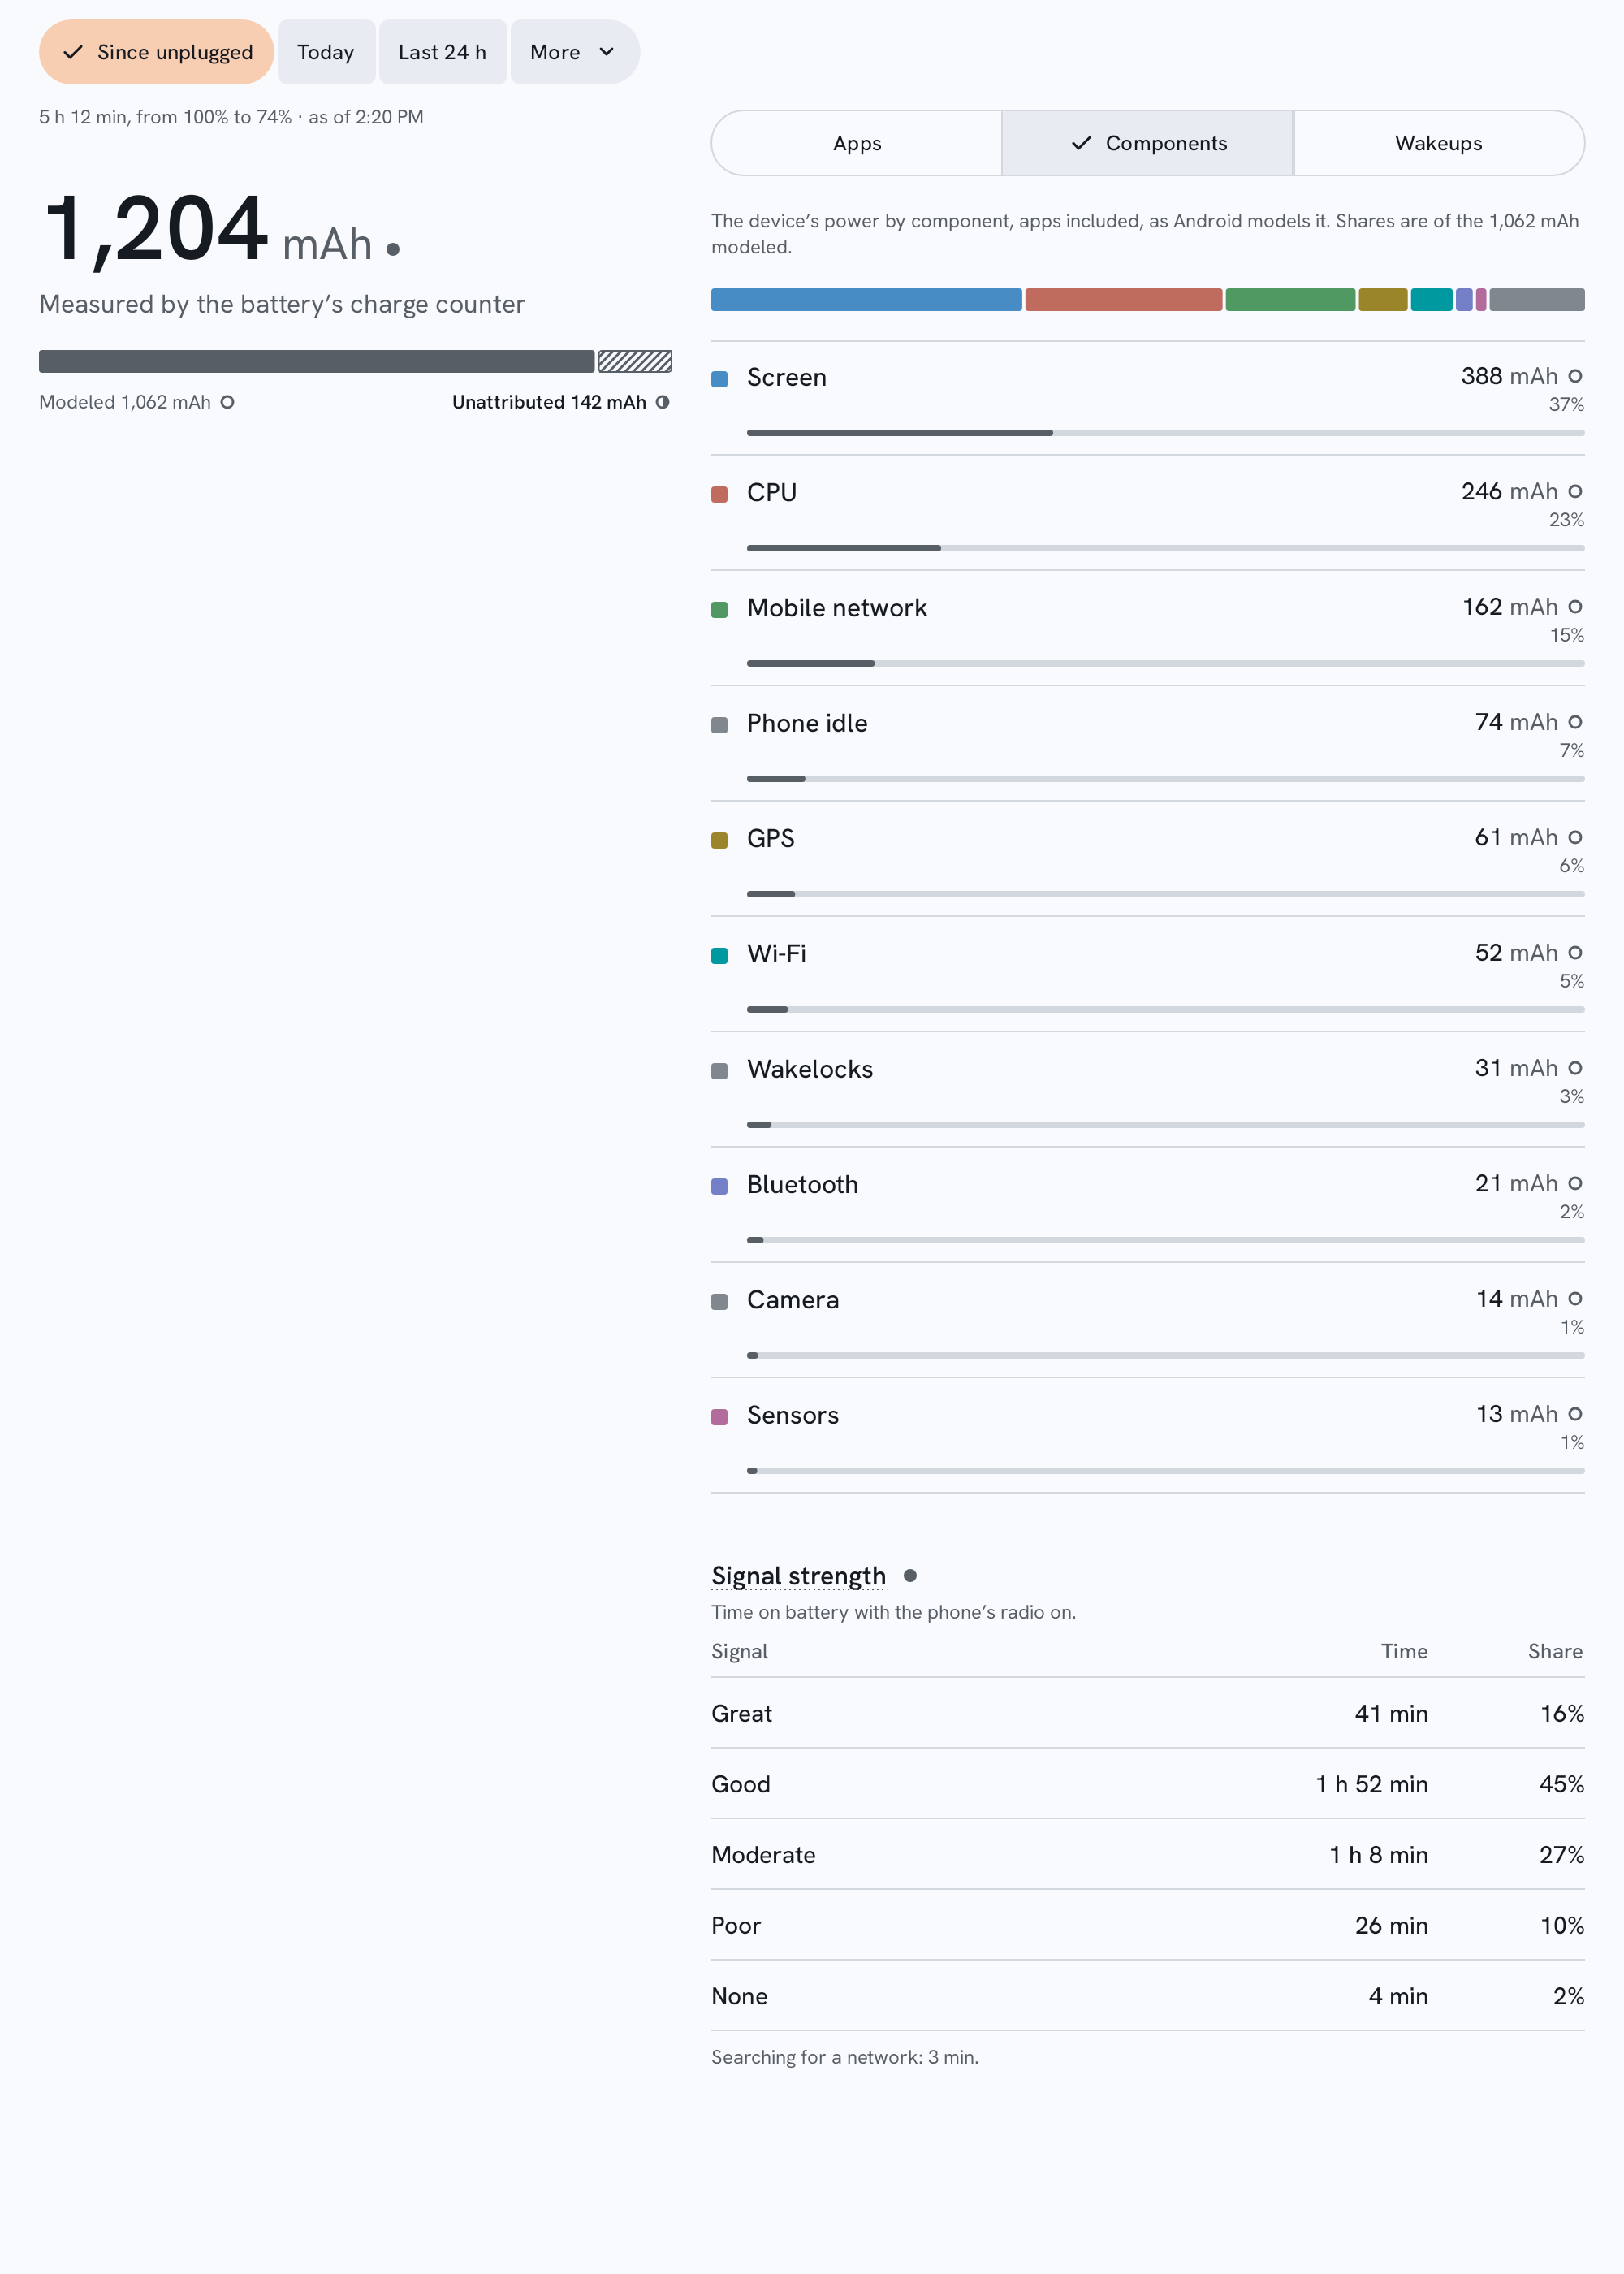 Since unplugged
Today
Last 24 h
More
5 h 12 min, from 100% to 74% · as of 2:20 PM
1,204 mAh
Measured by the battery’s charge counter
Modeled 1,062 mAh
Unattributed 142 mAh
Apps
Components
Wakeups
The device’s power by component, apps included, as Android models it. Shares are of the 1,062 mAh
modeled.
Screen
388 mAh
37%
CPU
246 mAh
23%
Mobile network
162 mAh
15%
Phone idle
74 mAh
7%
GPS
61 mAh
6%
Wi-Fi
52 mAh
5%
Wakelocks
31 mAh
3%
Bluetooth
21 mAh
2%
Camera
14 mAh
1%
Sensors
13 mAh
1%
Signal strength
Time on battery with the phone’s radio on.
Signal Time Share
Great 41 min 16%
Good 1 h 52 min 45%
Moderate 1 h 8 min 27%
Poor 26 min 10%
None 4 min 2%
Searching for a network: 3 min.